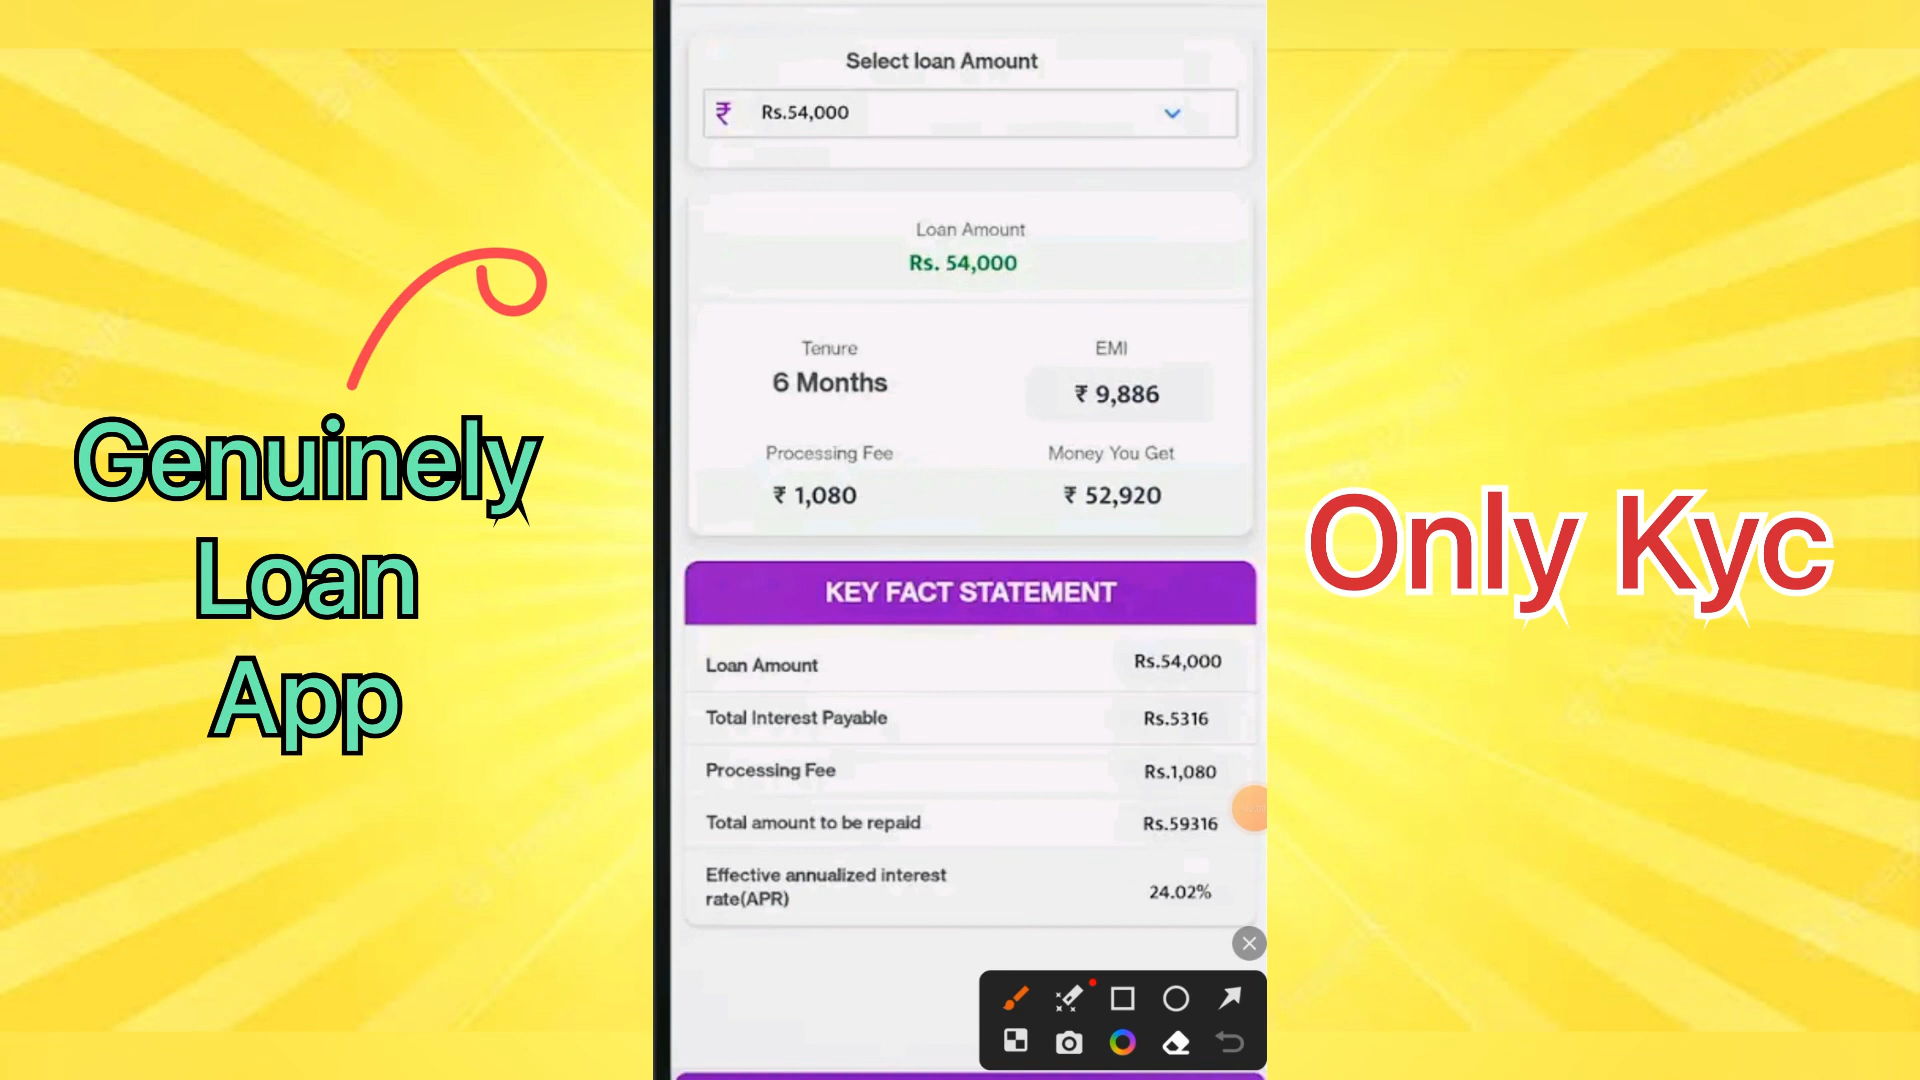 Genuinely
Loan
App
Select loan Amount
₹ Rs.54,000
Loan Amount
Rs. 54,000
Tenure EMI
6 Months ₹ 9,886
Processing Fee Money You Get
₹ 1,080 ₹ 52,920
KEY FACT STATEMENT
Loan Amount Rs.54,000
Total Interest Payable Rs.5316
Processing Fee Rs.1,080
Total amount to be repaid Rs.59316
Effective annualized interest
rate(APR) 24.02%
Only Kyc